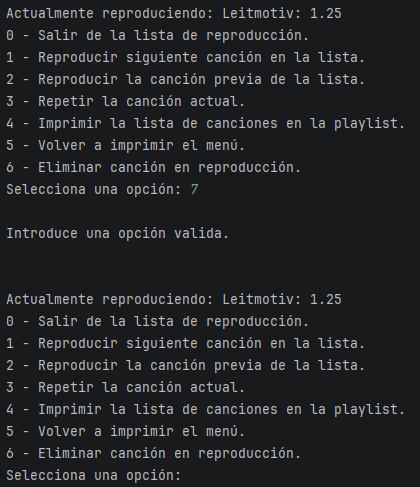 Actualmente reproduciendo: Leitmotiv: 1.25
0 - Salir de la lista de reproducción.
1 - Reproducir siguiente canción en la lista.
2 - Reproducir la canción previa de la lista.
3 - Repetir la canción actual.
4 - Imprimir la lista de canciones en la playlist.
5 - Volver a imprimir el menú.
6 - Eliminar canción en reproducción.
Selecciona una opción: 7
Introduce una opción valida.
Actualmente reproduciendo: Leitmotiv: 1.25
0 - Salir de la lista de reproducción.
1 - Reproducir siguiente canción en la lista.
2 - Reproducir la canción previa de la lista.
3 - Repetir la canción actual.
4 - Imprimir la lista de canciones en la playlist.
5 - Volver a imprimir el menú.
6 - Eliminar canción en reproducción.
Selecciona una opción: